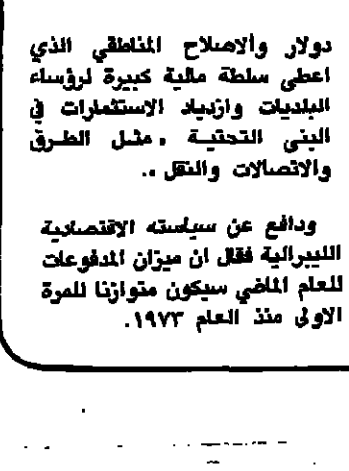 دولار والاصلاح المناطقي الذي
اعطى سلطة مالية كبيرة لرؤساء
البلديات وازدياد الاستثمارات في
البنى التحتية ، مثل الطرق
والاتصالات والنقل ..
ودافع عن سياسته الاقتصادية
الليبرالية فقال ان ميزان المدفوعات
للعام الماضي سيكون متوازنا للمرة
الاولى منذ العام ١٩٧٣.